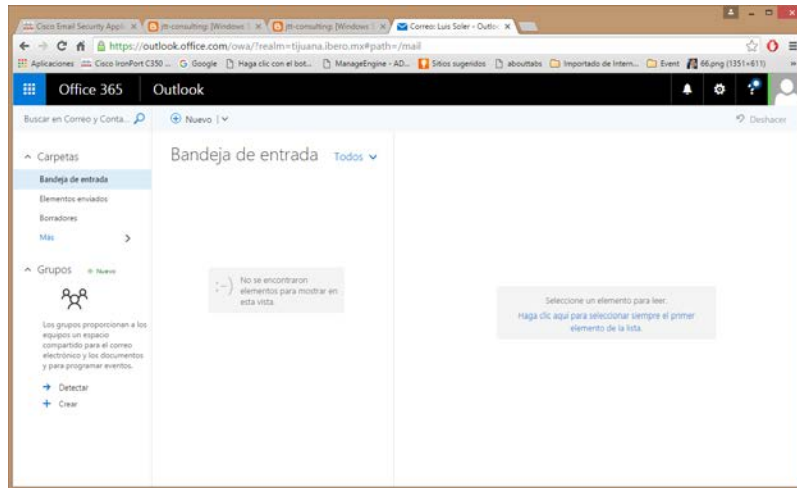 Cisco Email Security Appli
jtt-consulting: [Windows
jtt-consulting: [Windows
Correo: Luis Soler - Outlo
https://outlook.office.com/owa/?realm=tijuana.ibero.mx#path=/mail
Aplicaciones Cisco IronPort C350 ... Google Haga clic con el bot... ManageEngine - AD... Sitios sugeridos abouttabs Importado de Intern... Event 66.png (1351×611) »
Office 365 Outlook
Buscar en Correo y Conta... Nuevo Deshacer
Carpetas
Bandeja de entrada
Elementos enviados
Borradores
Más
Grupos + Nuevo
Los grupos proporcionan a los
equipos un espacio
compartido para el correo
electrónico y los documentos
y para programar eventos.
Detectar
Crear
Bandeja de entrada Todos
:-) No se encontraron
elementos para mostrar en
esta vista.
Seleccione un elemento para leer.
Haga clic aquí para seleccionar siempre el primer
elemento de la lista.